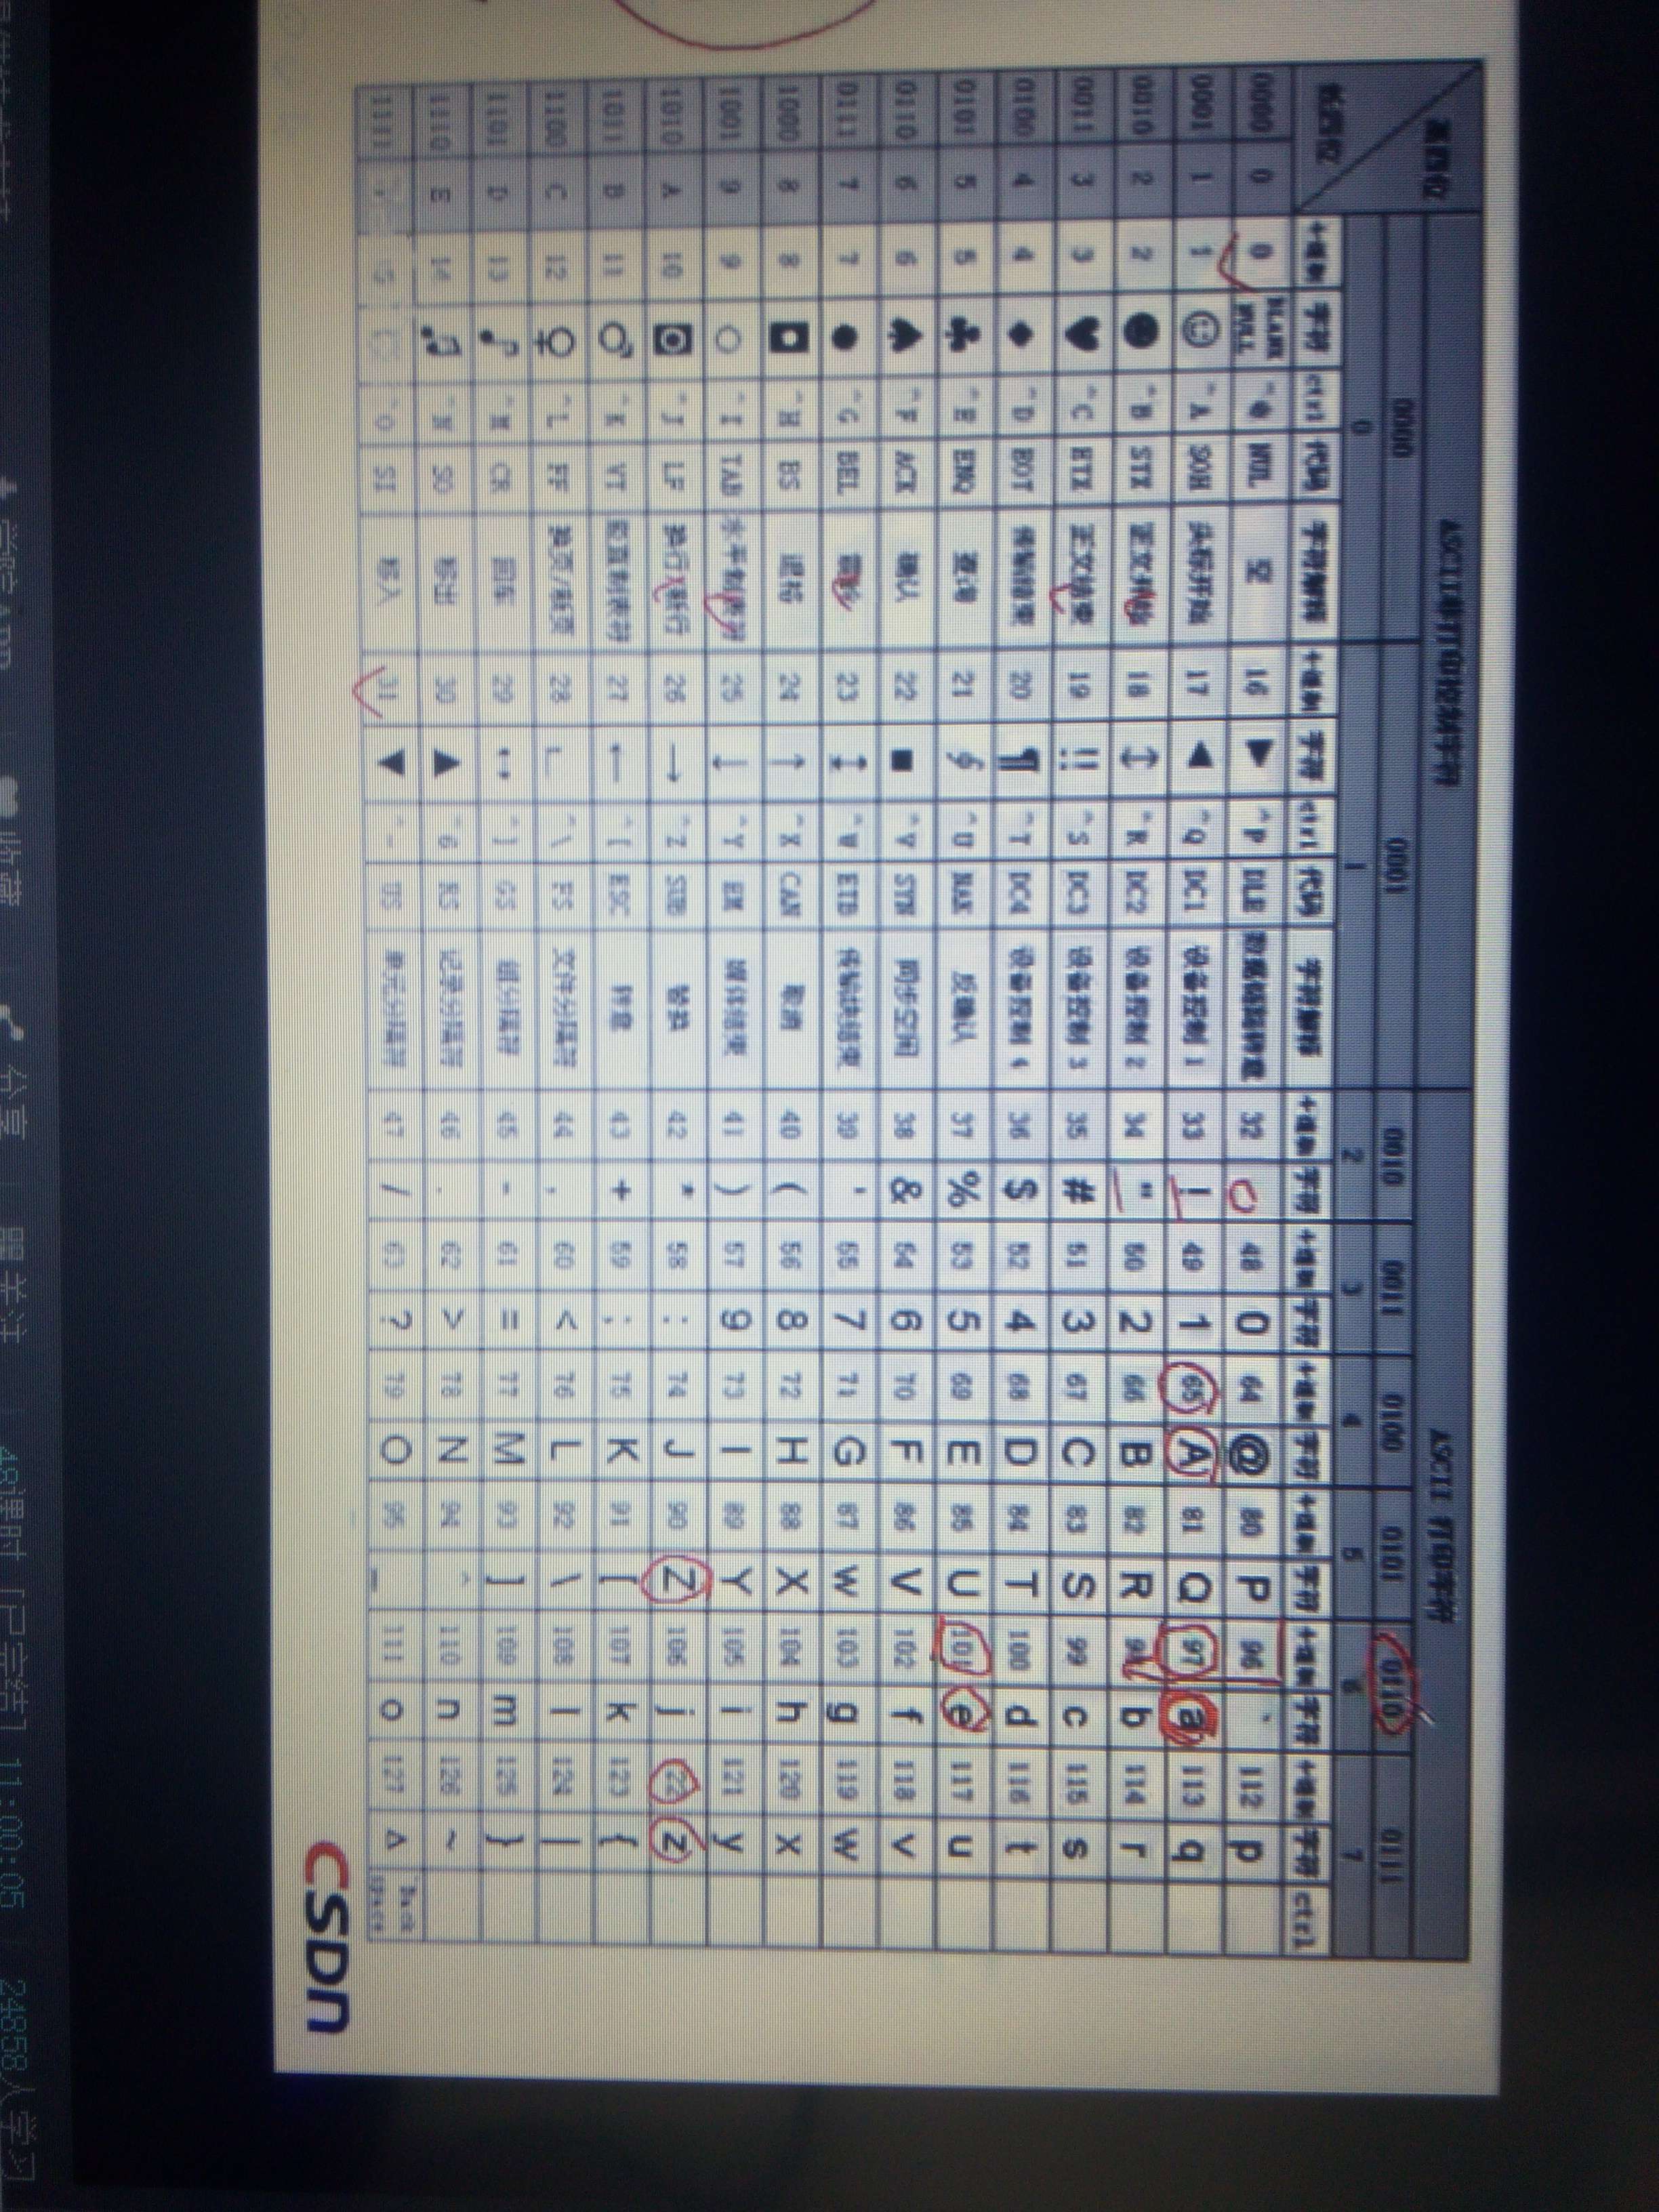 高四位 ASCII非打印控制字符 ASCII 打印字符
0000 0001 0010 0011 0100 0101 0110 0111
低四位 0 1 2 3 4 5 6 7
十进制 字符 ctrl 代码 字符解释 十进制 字符 ctrl 代码 字符解释 十进制 字符 十进制 字符 十进制 字符 十进制 字符 十进制 字符 十进制 字符 ctrl
0000 0 0 BLANK NULL ^@ NUL 空 16 ► ^P DLE 数据链路转意 32 48 0 64 @ 80 P 96 ` 112 p
0001 1 1 ☺ ^A SOH 头标开始 17 ◄ ^Q DC1 设备控制 1 33 ! 49 1 65 A 81 Q 97 a 113 q
0010 2 2 ☻ ^B STX 正文开始 18 ↕ ^R DC2 设备控制 2 34 " 50 2 66 B 82 R 98 b 114 r
0011 3 3 ♥ ^C ETX 正文结束 19 ‼ ^S DC3 设备控制 3 35 # 51 3 67 C 83 S 99 c 115 s
0100 4 4 ♦ ^D EOT 传输结束 20 ¶ ^T DC4 设备控制 4 36 $ 52 4 68 D 84 T 100 d 116 t
0101 5 5 ♣ ^E ENQ 查询 21 ∮ ^U NAK 反确认 37 % 53 5 69 E 85 U 101 e 117 u
0110 6 6 ♠ ^F ACK 确认 22 ■ ^V SYN 同步空闲 38 & 54 6 70 F 86 V 102 f 118 v
0111 7 7 ● ^G BEL 震铃 23 ↨ ^W ETB 传输块结束 39 ' 55 7 71 G 87 w 103 g 119 w
1000 8 8 ◘ ^H BS 退格 24 ↑ ^X CAN 取消 40 ( 56 8 72 H 88 X 104 h 120 x
1001 9 9 ○ ^I TAB 水平制表符 25 ↓ ^Y EM 媒体结束 41 ) 57 9 73 I 89 Y 105 i 121 y
1010 A 10 ◙ ^J LF 换行/新行 26 → ^Z SUB 替换 42 * 58 : 74 J 90 Z 106 j 122 z
1011 B 11 ♂ ^K VT 竖直制表符 27 ← ^[ ESC 转意 43 + 59 ; 75 K 91 [ 107 k 123 {
1100 C 12 ♀ ^L FF 换页/新页 28 ∟ ^\ FS 文件分隔符 44 , 60 < 76 L 92 \ 108 l 124 |
1101 D 13 ♪ ^M CR 回车 29 ↔ ^] GS 组分隔符 45 - 61 = 77 M 93 ] 109 m 125 }
1110 E 14 ♫ ^N SO 移出 30 ▲ ^6 RS 记录分隔符 46 . 62 > 78 N 94 ^ 110 n 126 ~
1111 15 ^O SI 移入 31 ▼ ^_ US 单元分隔符 47 / 63 ? 79 O 95 _ 111 o 127 Δ ^Back space
CSDN
学院APP 收藏 分享 关注 48课时 [已完结] 11:00:05 / 24858人学习